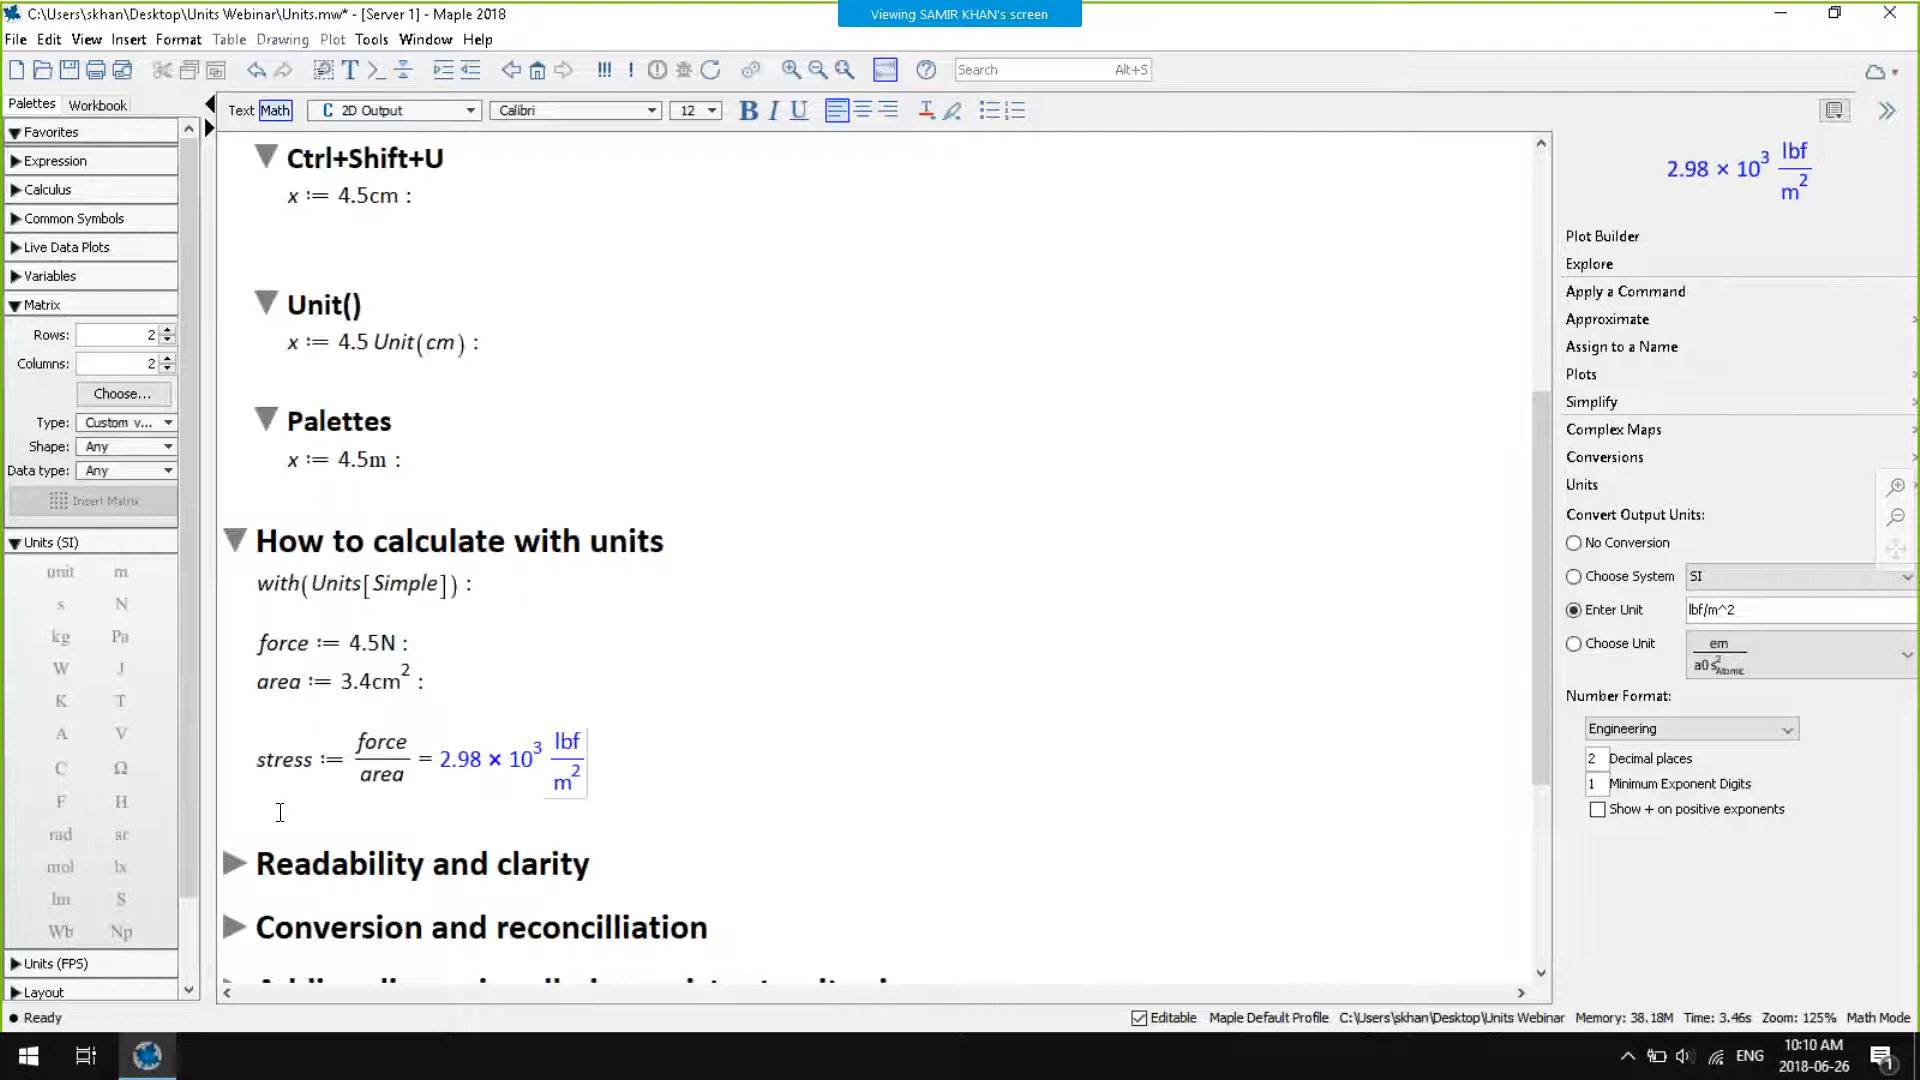 C:\Users\skhan\Desktop\Units Webinar\Units.mw* - [Server 1] - Maple 2018
Viewing SAMIR KHAN's screen
File Edit View Insert Format Table Drawing Plot Tools Window Help
Search Alt+S
Palettes Workbook
Text Math C 2D Output Calibri 12 B I U
Favorites
Expression
Calculus
Common Symbols
Live Data Plots
Variables
Matrix
Rows: 2
Columns: 2
Choose...
Type: Custom v...
Shape: Any
Data type: Any
Insert Matrix
Units (SI)
unit m
s N
kg Pa
W J
K T
A V
C Ω
F H
rad sr
mol lx
lm S
Wb Np
Units (FPS)
Layout
Ctrl+Shift+U
x := 4.5cm :
Unit()
x := 4.5 Unit(cm) :
Palettes
x := 4.5m :
How to calculate with units
with(Units[Simple]) :
force := 4.5N :
area := 3.4cm² :
stress := force/area = 2.98 × 10³ lbf/m²
Readability and clarity
Conversion and reconcilliation
2.98 × 10³ lbf/m²
Plot Builder
Explore
Apply a Command
Approximate
Assign to a Name
Plots
Simplify
Complex Maps
Conversions
Units
Convert Output Units:
No Conversion
Choose System SI
Enter Unit lbf/m^2
Choose Unit em/a0 s²Atomic
Number Format:
Engineering
2 Decimal places
1 Minimum Exponent Digits
Show + on positive exponents
Ready
Editable Maple Default Profile C:\Users\skhan\Desktop\Units Webinar Memory: 38.18M Time: 3.46s Zoom: 125% Math Mode
ENG
10:10 AM
2018-06-26
1